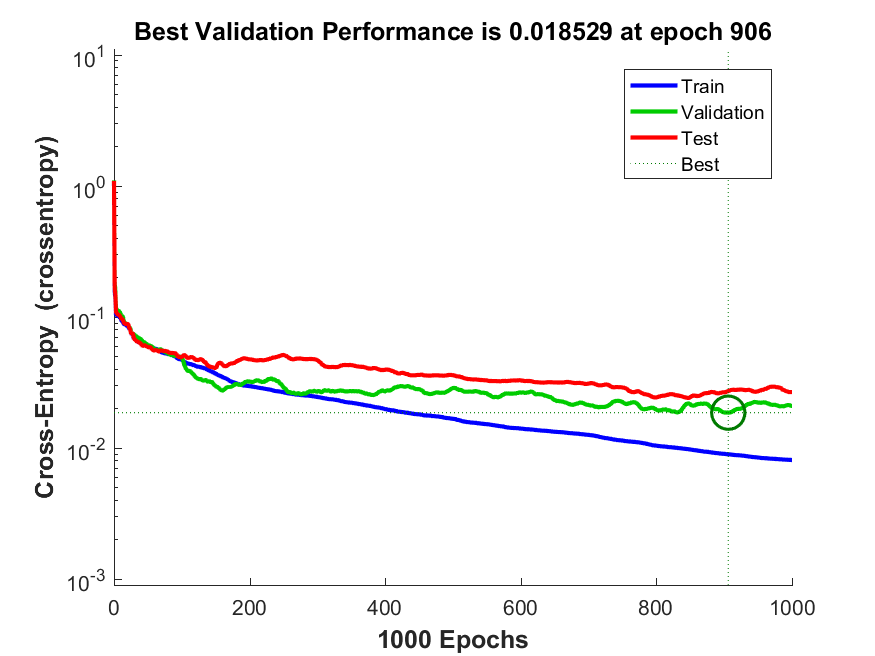 Best Validation Performance is 0.018529 at epoch 906
Cross-Entropy (crossentropy)
10^1
10^0
10^-1
10^-2
10^-3
Train
Validation
Test
Best
0 200 400 600 800 1000
1000 Epochs